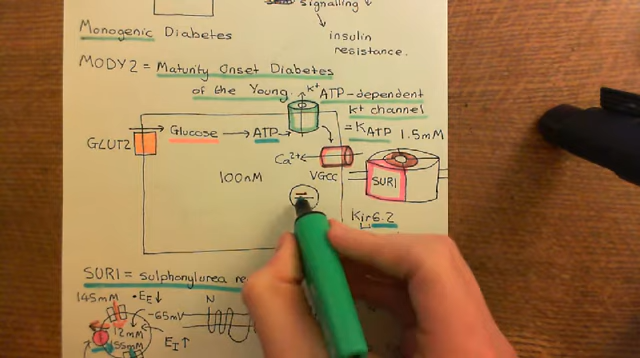 signalling ↓
insulin
resistance.
Monogenic Diabetes
MODY2 = Maturity Onset Diabetes
of the Young.
K+
ATP-dependent
K+ channel
= KATP
1.5mM
GLUT2
Glucose → ATP →
Ca2+
VGCC
SUR1
100nM
Kir6.2
SUR1 = sulphonylurea
145mM
• EE↓
-65mV
N
12mM
55mM
EI↑